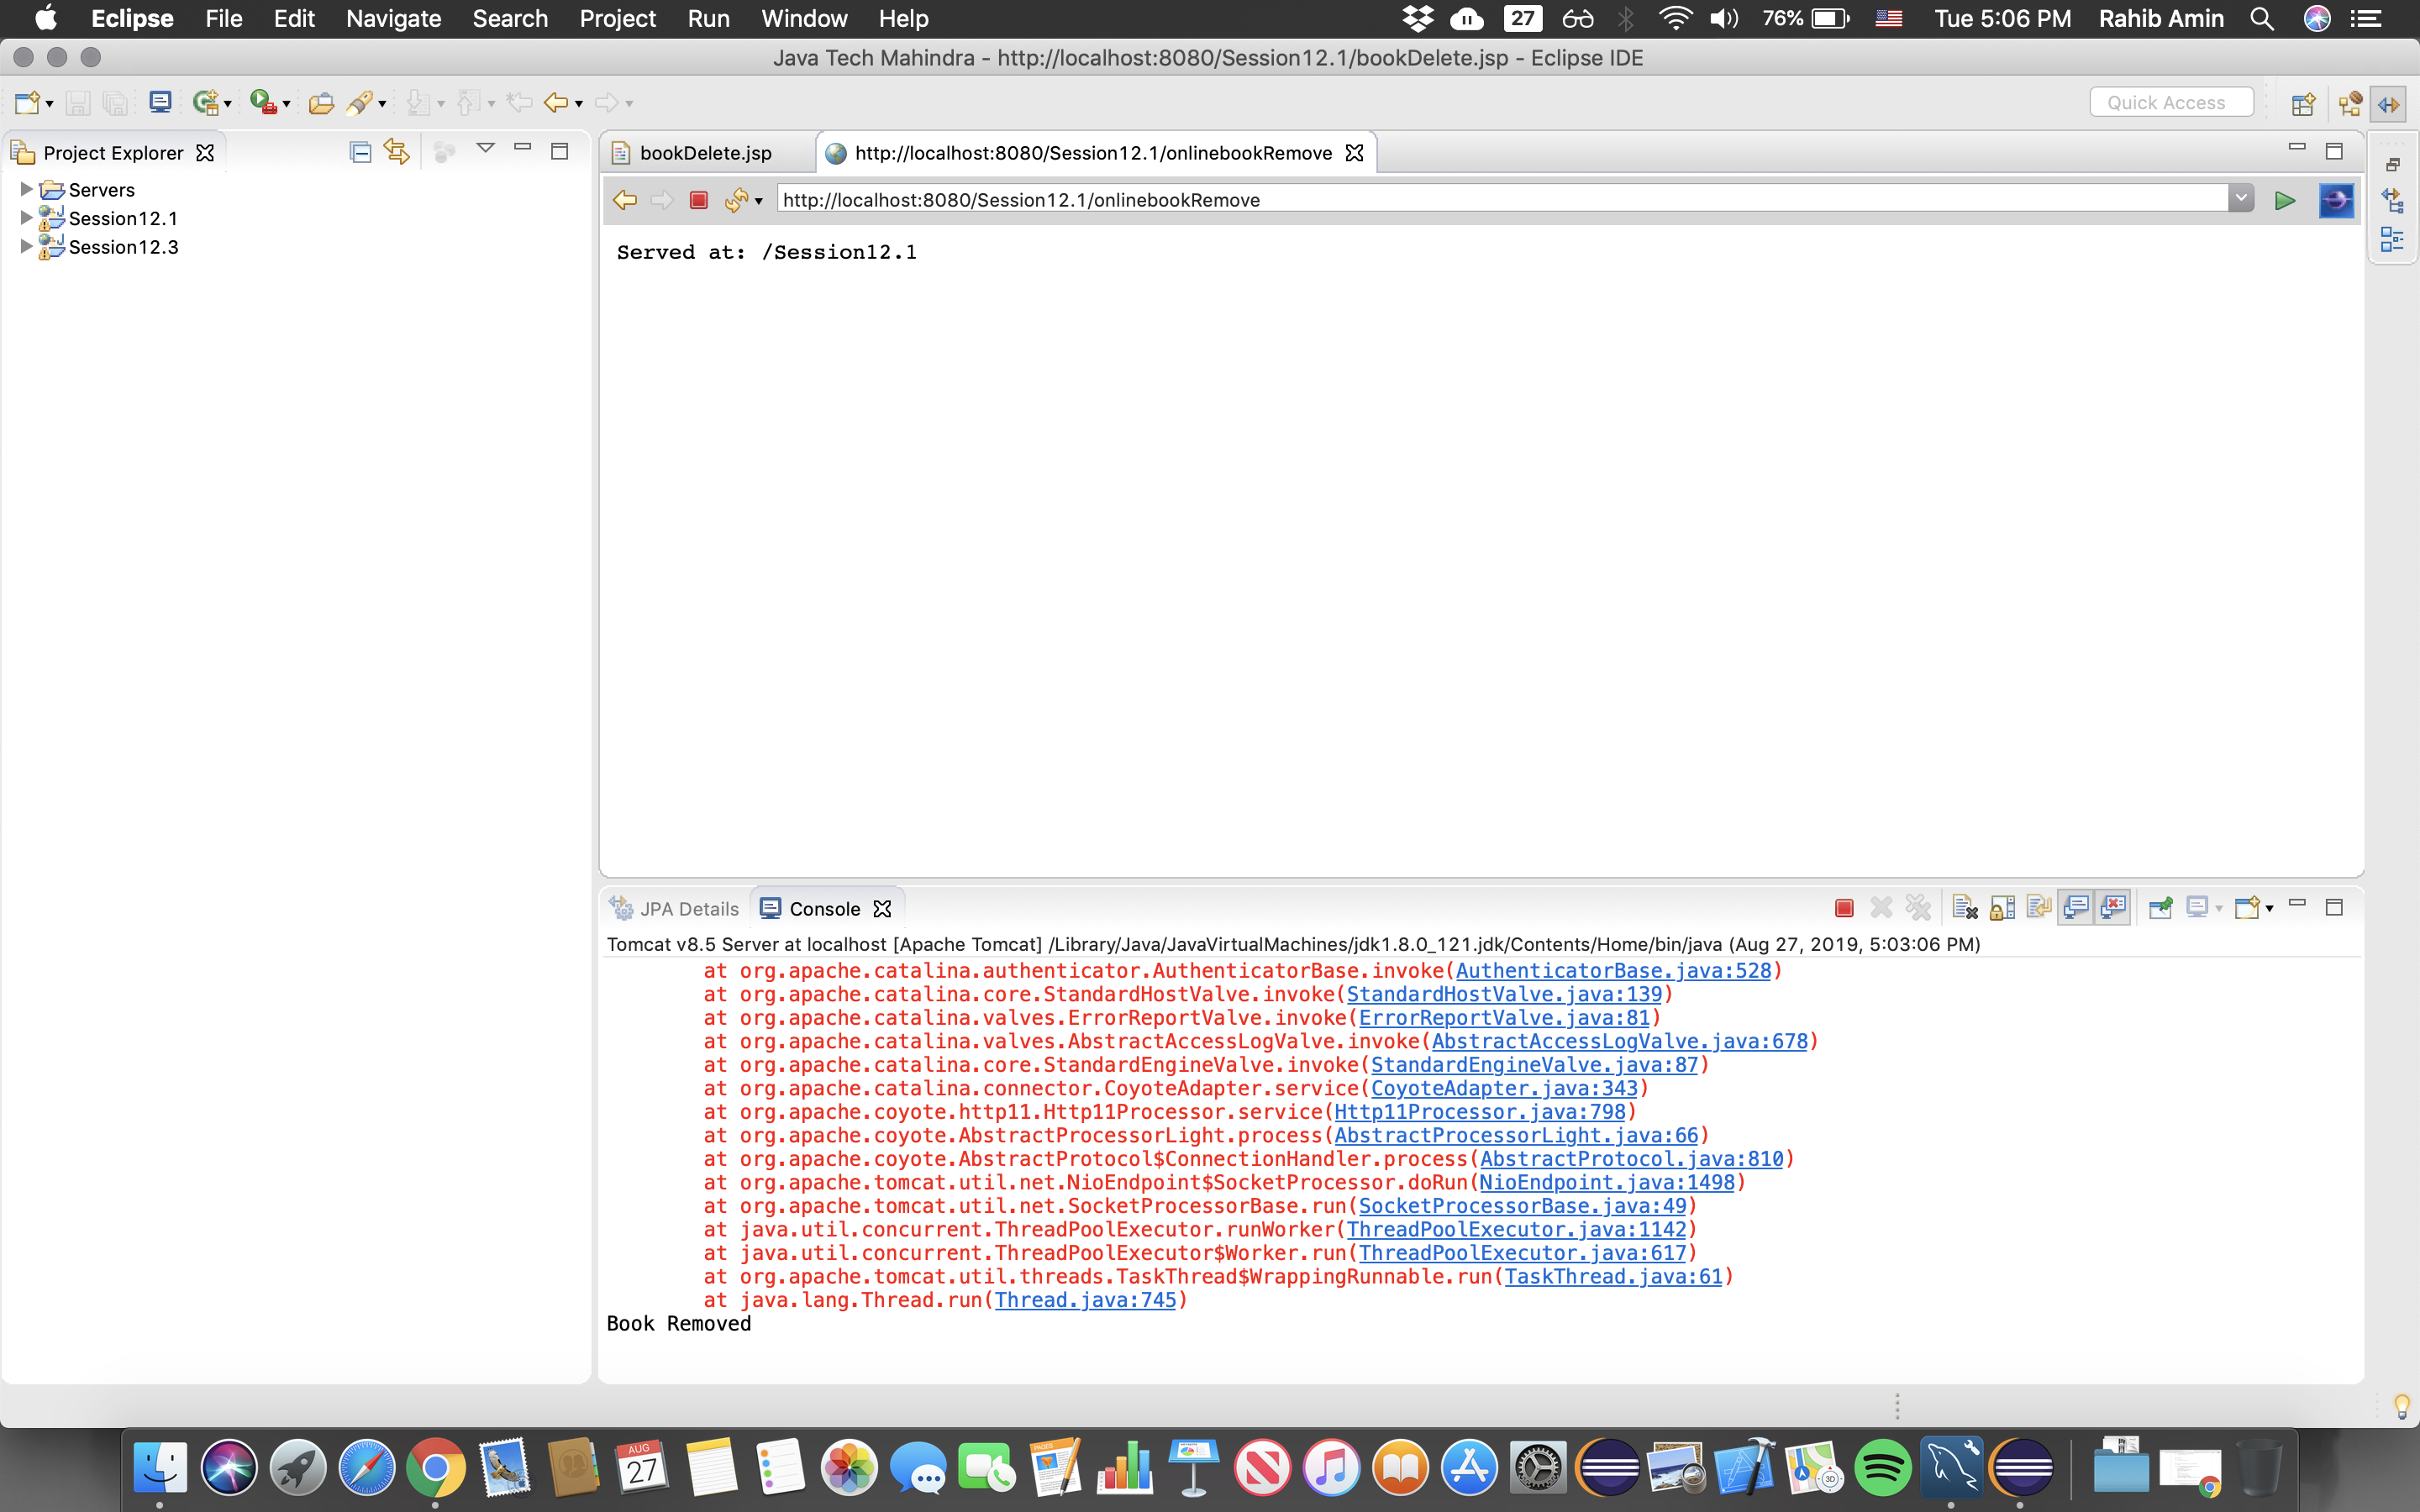 Eclipse File Edit Navigate Search Project Run Window Help 27 76% Tue 5:06 PM Rahib Amin
Java Tech Mahindra - http://localhost:8080/Session12.1/bookDelete.jsp - Eclipse IDE
Quick Access
Project Explorer
Servers
Session12.1
Session12.3
bookDelete.jsp http://localhost:8080/Session12.1/onlinebookRemove
http://localhost:8080/Session12.1/onlinebookRemove
Served at: /Session12.1
JPA Details Console
Tomcat v8.5 Server at localhost [Apache Tomcat] /Library/Java/JavaVirtualMachines/jdk1.8.0_121.jdk/Contents/Home/bin/java (Aug 27, 2019, 5:03:06 PM)
at org.apache.catalina.authenticator.AuthenticatorBase.invoke(AuthenticatorBase.java:528)
at org.apache.catalina.core.StandardHostValve.invoke(StandardHostValve.java:139)
at org.apache.catalina.valves.ErrorReportValve.invoke(ErrorReportValve.java:81)
at org.apache.catalina.valves.AbstractAccessLogValve.invoke(AbstractAccessLogValve.java:678)
at org.apache.catalina.core.StandardEngineValve.invoke(StandardEngineValve.java:87)
at org.apache.catalina.connector.CoyoteAdapter.service(CoyoteAdapter.java:343)
at org.apache.coyote.http11.Http11Processor.service(Http11Processor.java:798)
at org.apache.coyote.AbstractProcessorLight.process(AbstractProcessorLight.java:66)
at org.apache.coyote.AbstractProtocol$ConnectionHandler.process(AbstractProtocol.java:810)
at org.apache.tomcat.util.net.NioEndpoint$SocketProcessor.doRun(NioEndpoint.java:1498)
at org.apache.tomcat.util.net.SocketProcessorBase.run(SocketProcessorBase.java:49)
at java.util.concurrent.ThreadPoolExecutor.runWorker(ThreadPoolExecutor.java:1142)
at java.util.concurrent.ThreadPoolExecutor$Worker.run(ThreadPoolExecutor.java:617)
at org.apache.tomcat.util.threads.TaskThread$WrappingRunnable.run(TaskThread.java:61)
at java.lang.Thread.run(Thread.java:745)
Book Removed
AUG
27
PAGES
3D